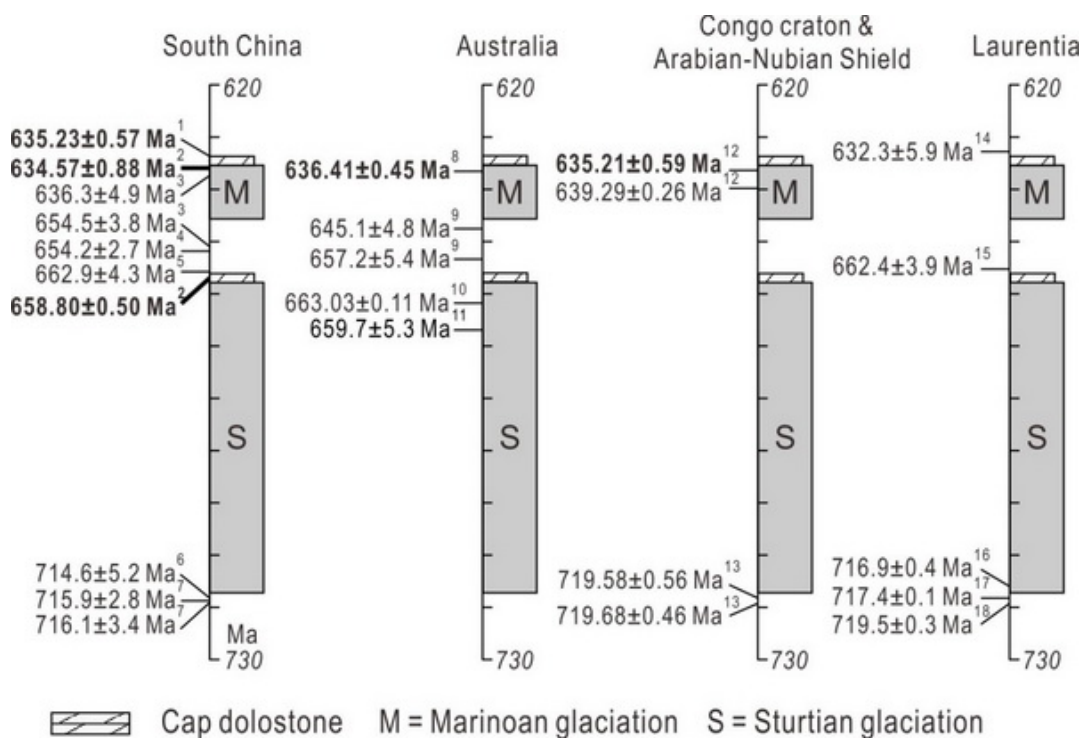 South China
620
635.23±0.57 Ma1
634.57±0.88 Ma2
636.3±4.9 Ma3
654.5±3.8 Ma3
654.2±2.7 Ma4
662.9±4.3 Ma5
658.80±0.50 Ma2
M
S
714.6±5.2 Ma6
715.9±2.8 Ma7
716.1±3.4 Ma7
Ma
730
Australia
620
636.41±0.45 Ma8
645.1±4.8 Ma9
657.2±5.4 Ma9
663.03±0.11 Ma10
659.7±5.3 Ma11
730
Congo craton &
Arabian-Nubian Shield
620
635.21±0.59 Ma12
639.29±0.26 Ma12
M
S
719.58±0.56 Ma13
719.68±0.46 Ma13
730
Laurentia
620
632.3±5.9 Ma14
662.4±3.9 Ma15
M
S
716.9±0.4 Ma16
717.4±0.1 Ma17
719.5±0.3 Ma18
730
Cap dolostone M = Marinoan glaciation S = Sturtian glaciation